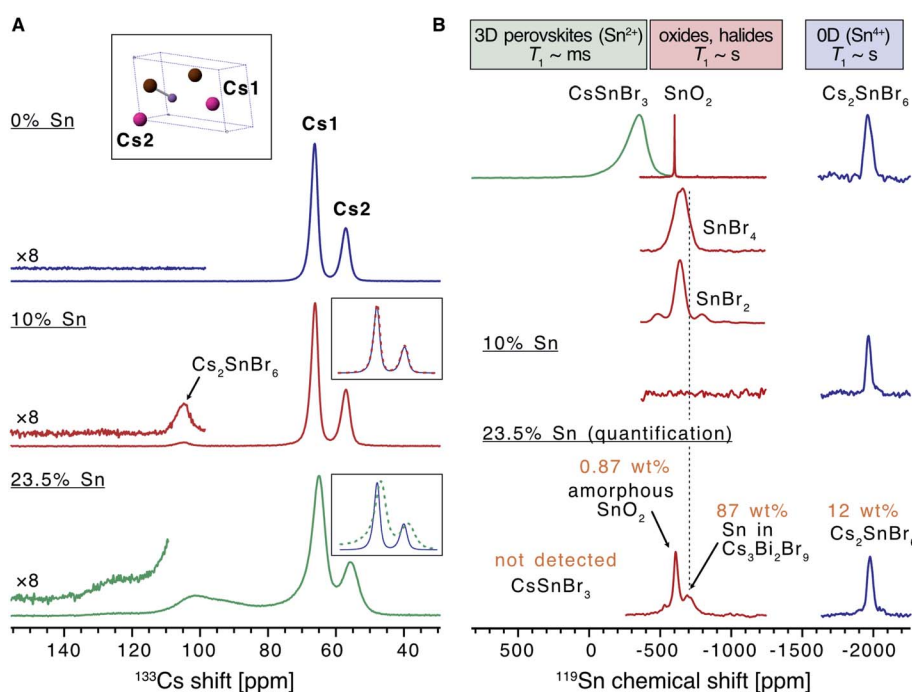 A
0% Sn
Cs1
Cs2
Cs1
Cs2
×8
10% Sn
Cs₂SnBr₆
×8
23.5% Sn
×8
140 120 100 80 60 40
¹³³Cs shift [ppm]
B
3D perovskites (Sn²⁺)
T₁ ~ ms
oxides, halides
T₁ ~ s
0D (Sn⁴⁺)
T₁ ~ s
CsSnBr₃
SnO₂
Cs₂SnBr₆
SnBr₄
SnBr₂
10% Sn
23.5% Sn (quantification)
0.87 wt%
amorphous
SnO₂
87 wt%
Sn in
Cs₃Bi₂Br₉
12 wt%
Cs₂SnBr₆
not detected
CsSnBr₃
500 0 -500 -1000 -1500 -2000
¹¹⁹Sn chemical shift [ppm]